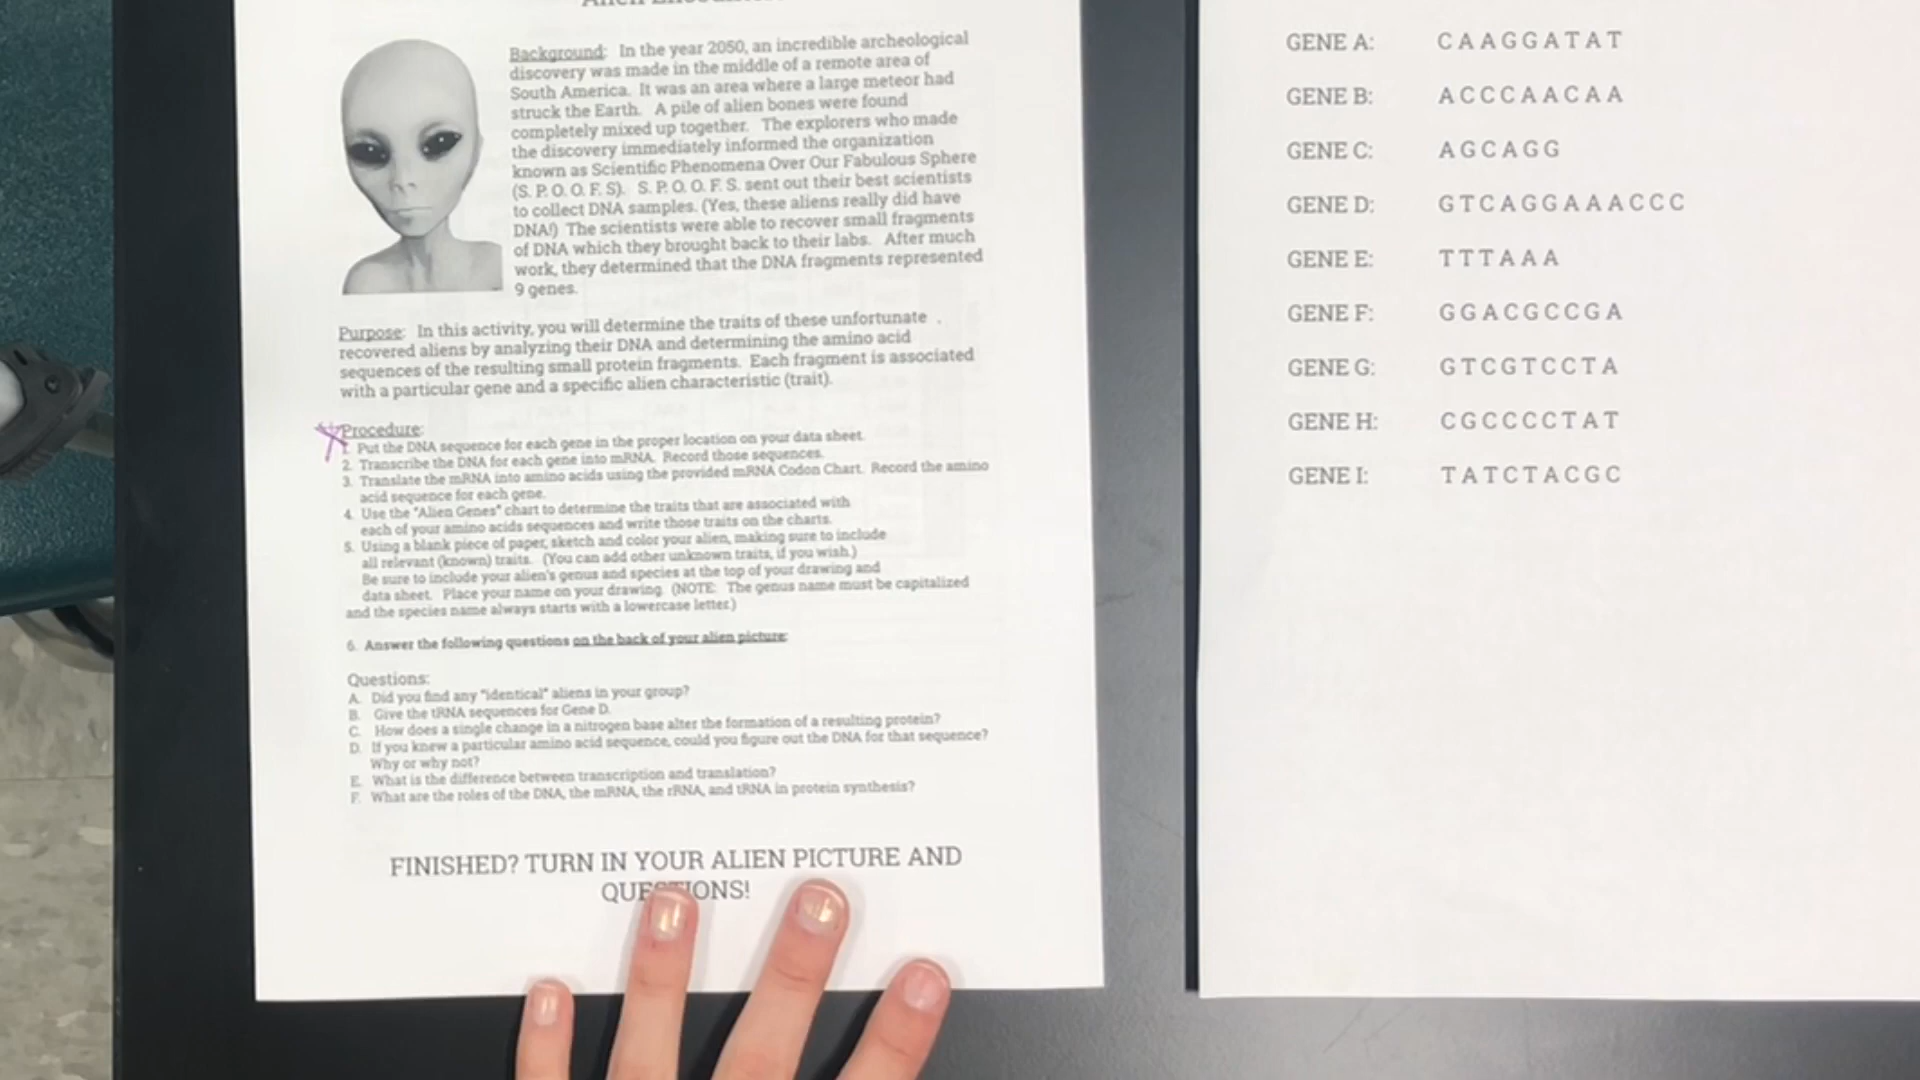 Background: In the year 2050, an incredible archeological
discovery was made in the middle of a remote area of
South America. It was an area where a large meteor had
struck the Earth. A pile of alien bones were found
completely mixed up together. The explorers who made
the discovery immediately informed the organization
known as Scientific Phenomena Over Our Fabulous Sphere
(S. P. O. O. F. S). S. P. O. O. F. S. sent out their best scientists
to collect DNA samples. (Yes, these aliens really did have
DNA!) The scientists were able to recover small fragments
of DNA which they brought back to their labs. After much
work, they determined that the DNA fragments represented
9 genes.
Purpose: In this activity, you will determine the traits of these unfortunate
recovered aliens by analyzing their DNA and determining the amino acid
sequences of the resulting small protein fragments. Each fragment is associated
with a particular gene and a specific alien characteristic (trait).
Procedure:
1. Put the DNA sequence for each gene in the proper location on your data sheet.
2. Transcribe the DNA for each gene into mRNA. Record those sequences.
3. Translate the mRNA into amino acids using the provided mRNA Codon Chart. Record the amino
acid sequence for each gene.
4. Use the "Alien Genes" chart to determine the traits that are associated with
each of your amino acids sequences and write those traits on the charts.
5. Using a blank piece of paper, sketch and color your alien, making sure to include
all relevant (known) traits. (You can add other unknown traits, if you wish.)
Be sure to include your alien's genus and species at the top of your drawing and
data sheet. Place your name on your drawing. (NOTE: The genus name must be capitalized
and the species name always starts with a lowercase letter.)
6. Answer the following questions on the back of your alien picture:
Questions:
A. Did you find any "identical" aliens in your group?
B. Give the tRNA sequences for Gene D.
C. How does a single change in a nitrogen base alter the formation of a resulting protein?
D. If you knew a particular amino acid sequence, could you figure out the DNA for that sequence?
Why or why not?
E. What is the difference between transcription and translation?
F. What are the roles of the DNA, the mRNA, the rRNA, and tRNA in protein synthesis?
FINISHED? TURN IN YOUR ALIEN PICTURE AND
QUESTIONS!
GENE A: C A A G G A T A T
GENE B: A C C C A A C A A
GENE C: A G C A G G
GENE D: G T C A G G A A A C C C
GENE E: T T T A A A
GENE F: G G A C G C C G A
GENE G: G T C G T C C T A
GENE H: C G C C C C T A T
GENE I: T A T C T A C G C